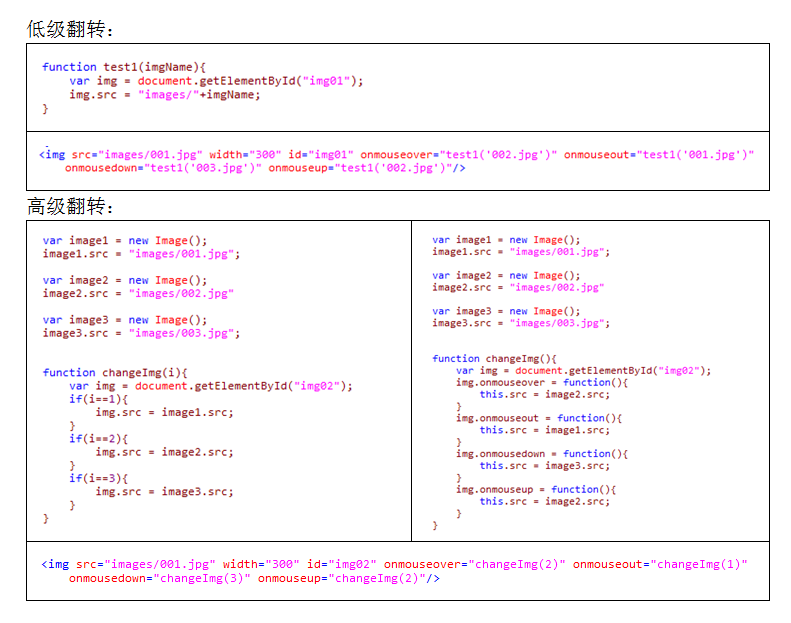 低级翻转：
function test1(imgName){
    var img = document.getElementById("img01");
    img.src = "images/"+imgName;
}
<img src="images/001.jpg" width="300" id="img01" onmouseover="test1('002.jpg')" onmouseout="test1('001.jpg')"
    onmousedown="test1('003.jpg')" onmouseup="test1('002.jpg')"/>
高级翻转：
var image1 = new Image();
image1.src = "images/001.jpg";
var image2 = new Image();
image2.src = "images/002.jpg"
var image3 = new Image();
image3.src = "images/003.jpg";
function changeImg(i){
    var img = document.getElementById("img02");
    if(i==1){
        img.src = image1.src;
    }
    if(i==2){
        img.src = image2.src;
    }
    if(i==3){
        img.src = image3.src;
    }
}
var image1 = new Image();
image1.src = "images/001.jpg";
var image2 = new Image();
image2.src = "images/002.jpg"
var image3 = new Image();
image3.src = "images/003.jpg";
function changeImg(){
    var img = document.getElementById("img02");
    img.onmouseover = function(){
        this.src = image2.src;
    }
    img.onmouseout = function(){
        this.src = image1.src;
    }
    img.onmousedown = function(){
        this.src = image3.src;
    }
    img.onmouseup = function(){
        this.src = image2.src;
    }
}
<img src="images/001.jpg" width="300" id="img02" onmouseover="changeImg(2)" onmouseout="changeImg(1)"
    onmousedown="changeImg(3)" onmouseup="changeImg(2)"/>